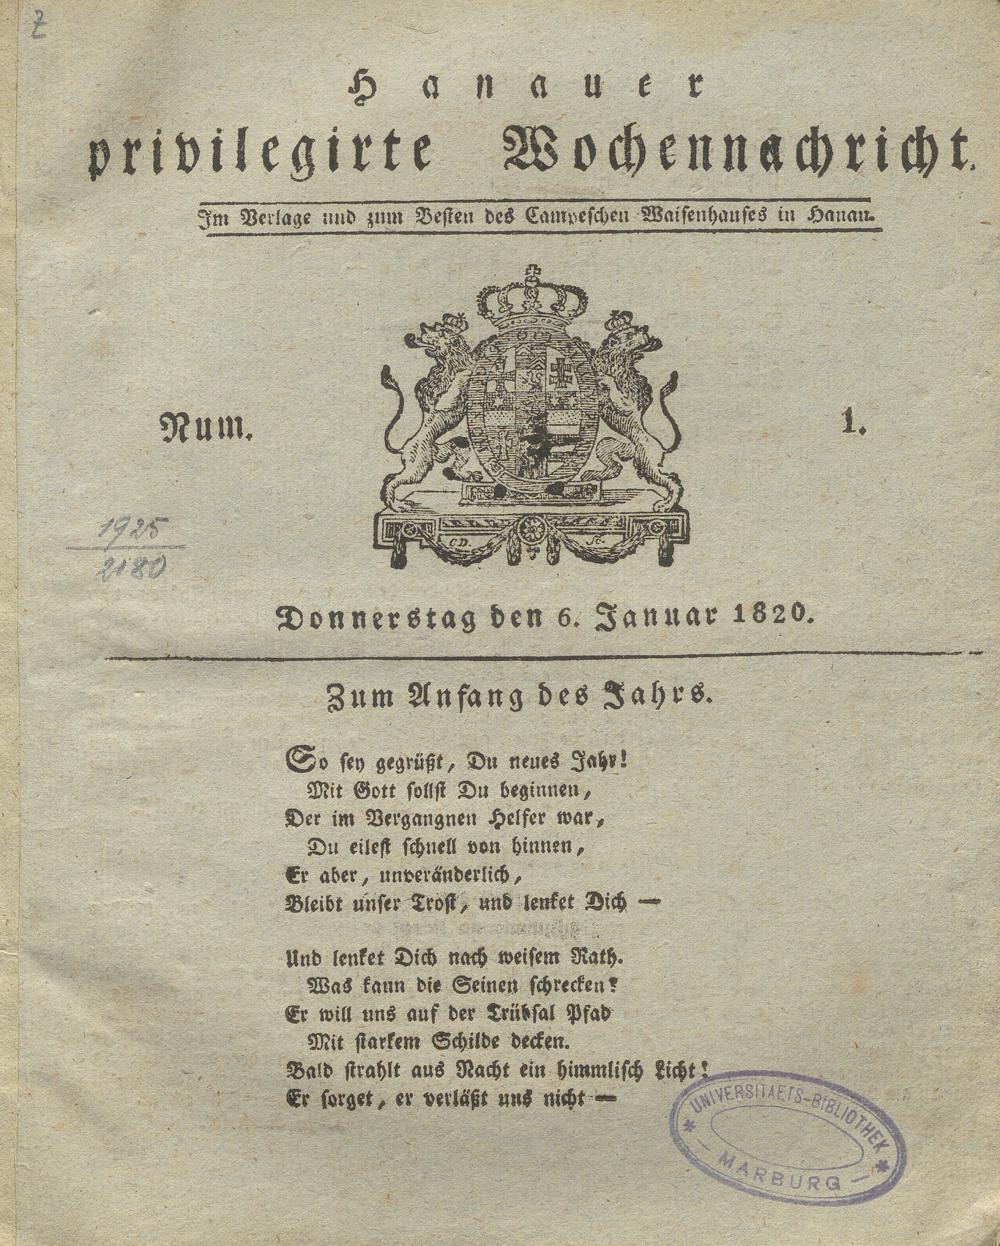 Z
Hanauer
privilegirte Wochennachricht.
Im Verlage und zum Besten des Campeschen Waisenhauses in Hanau.
Num. 1.
CD. Sc.
1925
2180
Donnerstag den 6. Januar 1820.
Zum Anfang des Jahrs.
So sey gegrüßt, Du neues Jahr!
Mit Gott sollst Du beginnen,
Der im Vergangnen Helfer war,
Du eilest schnell von hinnen,
Er aber, unveränderlich,
Bleibt unser Trost, und lenket Dich —
Und lenket Dich nach weisem Rath.
Was kann die Seinen schrecken?
Er will uns auf der Trübsal Pfad
Mit starkem Schilde decken.
Bald strahlt aus Nacht ein himmlisch Licht!
Er sorget, er verläßt uns nicht —
UNIVERSITAETS-BIBLIOTHEK
* — MARBURG — *